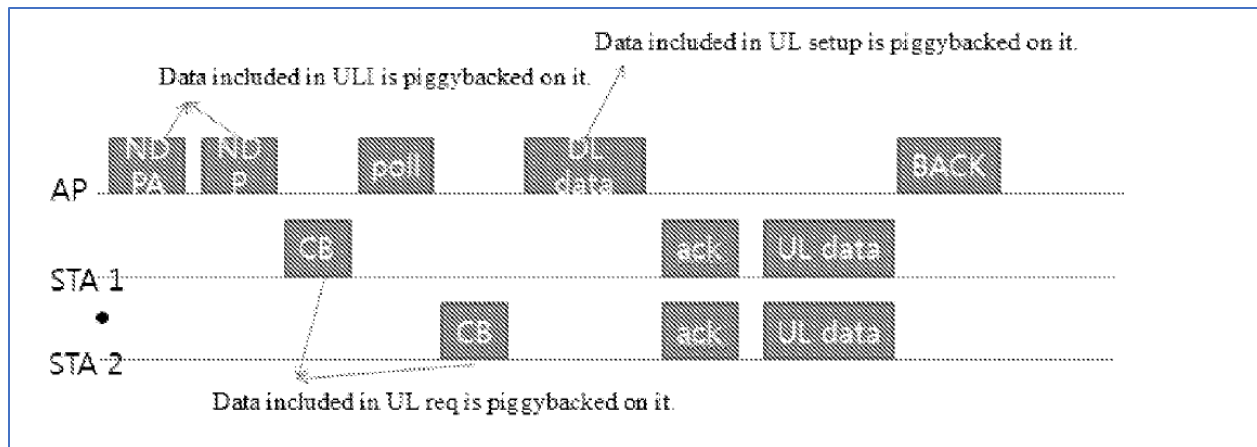 Data included in UL setup is piggybacked on it.
Data included in ULI is piggybacked on it.
ND PA
ND P
poll
DL data
BACK
AP
CB
ack
UL data
STA 1
CB
ack
UL data
STA 2
Data included in UL req is piggybacked on it.